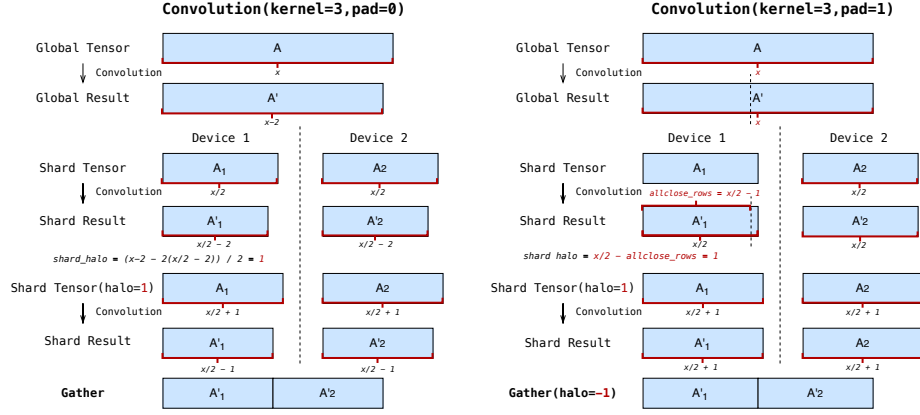 Convolution(kernel=3,pad=0)
Global Tensor
A
Convolution
x
Global Result
A'
x−2
Device 1
Device 2
Shard Tensor
A1
A2
x/2
x/2
Convolution
Shard Result
A'1
A'2
x/2 − 2
x/2 − 2
shard_halo = (x−2 − 2(x/2 − 2)) / 2 = 1
Shard Tensor(halo=1)
A1
A2
x/2 + 1
x/2 + 1
Convolution
Shard Result
A'1
A'2
x/2 − 1
x/2 − 1
Gather
A'1
A'2
Convolution(kernel=3,pad=1)
Global Tensor
A
Convolution
x
Global Result
A'
x
Device 1
Device 2
Shard Tensor
A1
A2
x/2
Convolution
allclose_rows = x/2 − 1
Shard Result
A'1
A'2
x/2
x/2
shard halo = x/2 − allclose_rows = 1
Shard Tensor(halo=1)
A1
A2
x/2 + 1
x/2 + 1
Convolution
Shard Result
A'1
A'2
x/2 + 1
x/2 + 1
Gather(halo=−1)
A'1
A'2